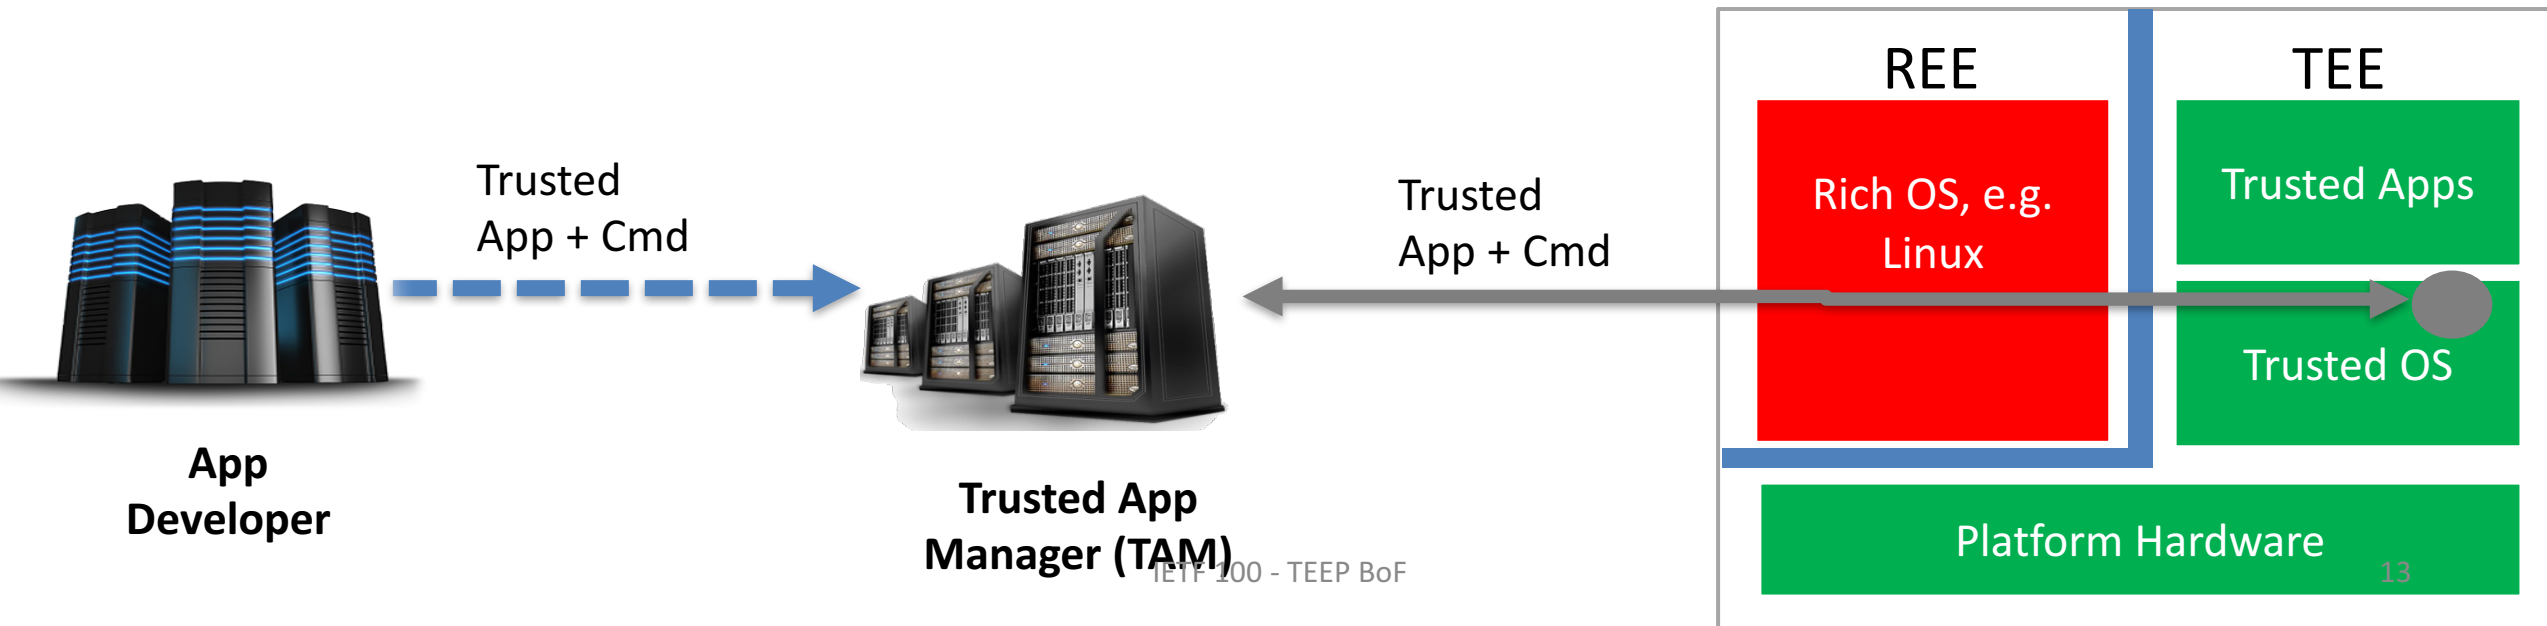 REE
TEE
Trusted
App + Cmd
Trusted
App + Cmd
Rich OS, e.g.
Linux
Trusted Apps
Trusted OS
App
Developer
Trusted App
Manager (TAM)
Platform Hardware
IETF 100 - TEEP BoF
13